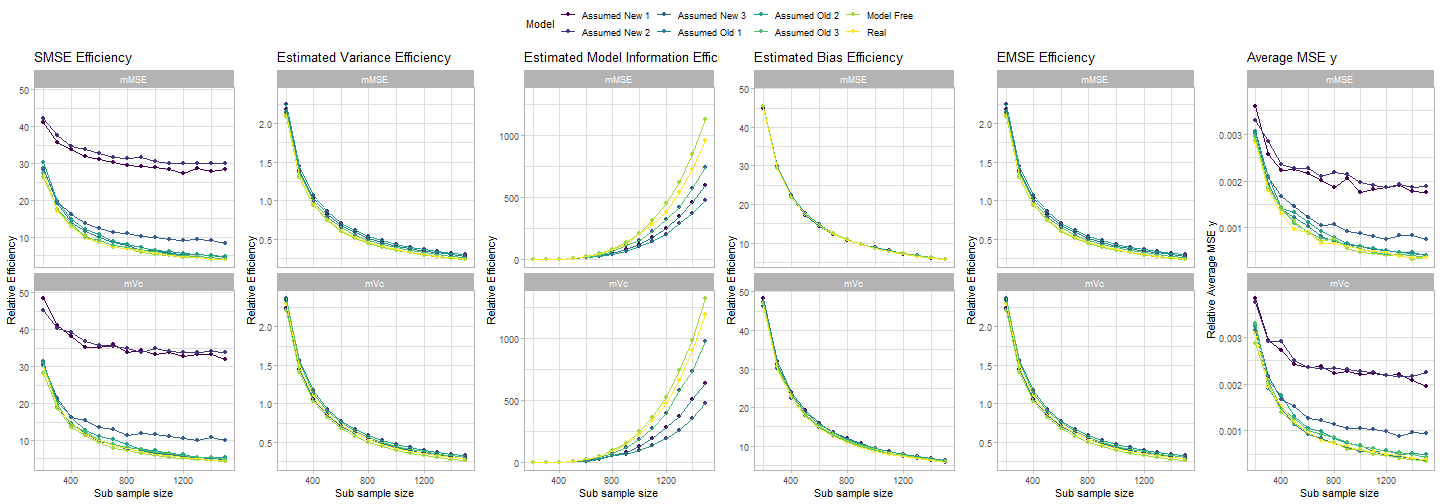 Model
Assumed New 1
Assumed New 3
Assumed Old 2
Model Free
Assumed New 2
Assumed Old 1
Assumed Old 3
Real
SMSE Efficiency
Estimated Variance Efficiency
Estimated Model Information Effici
Estimated Bias Efficiency
EMSE Efficiency
Average MSE y
mMSE
mMSE
mMSE
mMSE
mMSE
mMSE
50
40
30
20
10
2.0
1.5
1.0
0.5
1000
500
0
50
40
30
20
10
2.0
1.5
1.0
0.5
0.003
0.002
0.001
Relative Efficiency
Relative Efficiency
Relative Efficiency
Relative Efficiency
Relative Efficiency
Relative Average MSE y
mVc
mVc
mVc
mVc
mVc
mVc
50
40
30
20
10
2.0
1.5
1.0
0.5
1000
500
0
50
40
30
20
10
2.0
1.5
1.0
0.5
0.003
0.002
0.001
400
1200
400
1200
400
1200
400
1200
400
1200
400
1200
Sub sample size
Sub sample size
Sub sample size
Sub sample size
Sub sample size
Sub sample size